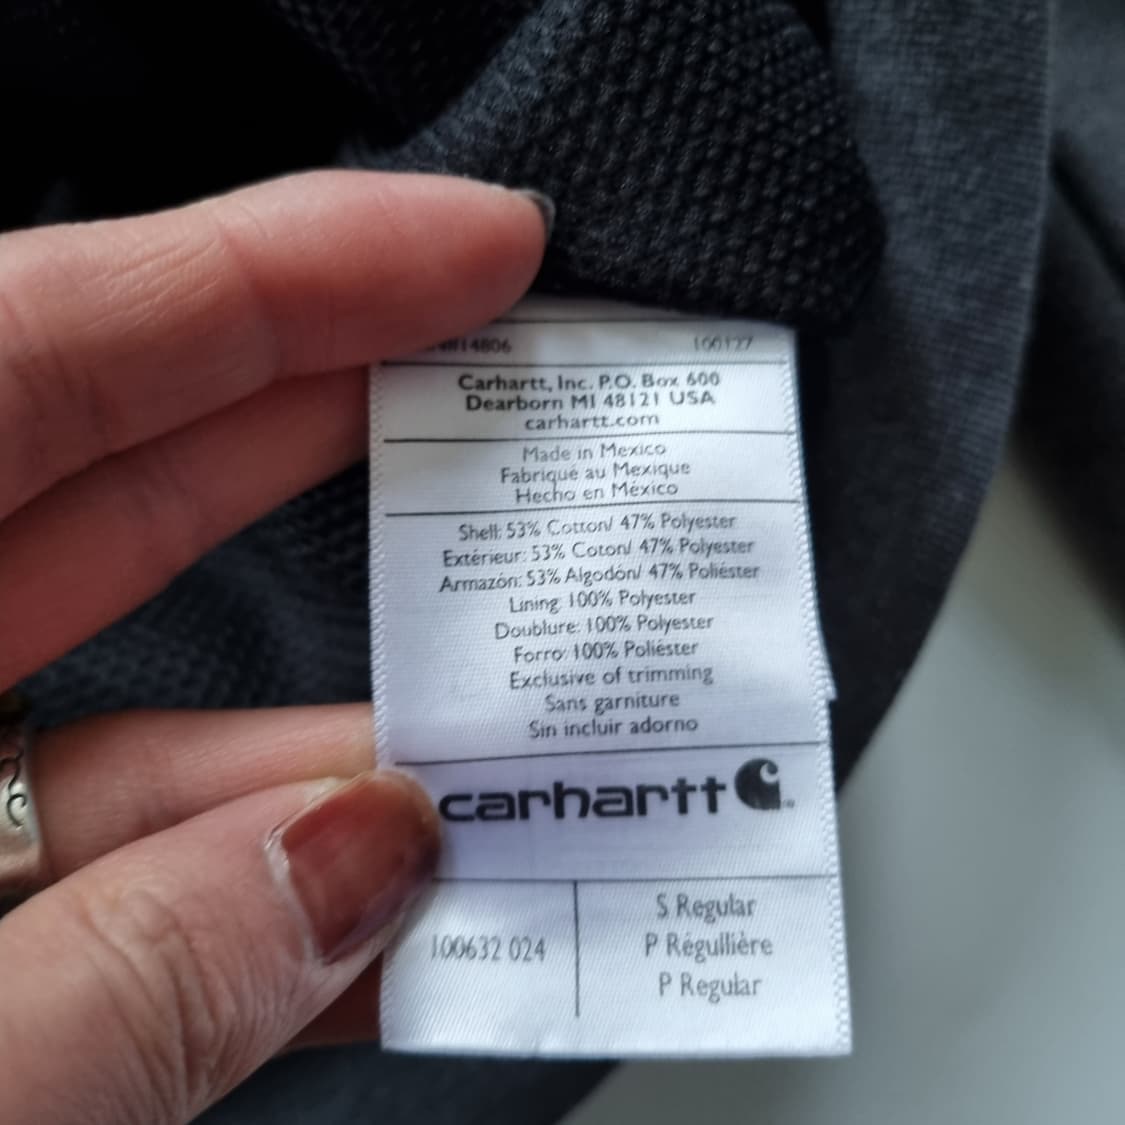 14806 100127
Carhartt, Inc. P.O. Box 600
Dearborn MI 48121 USA
carhartt.com
Made in Mexico
Fabriqué au Mexique
Hecho en México
Shell: 53% Cotton/ 47% Polyester
Extérieur: 53% Coton/ 47% Polyester
Armazón: 53% Algodón/ 47% Poliéster
Lining: 100% Polyester
Doublure: 100% Polyester
Forro: 100% Poliéster
Exclusive of trimming
Sans garniture
Sin incluir adorno
carhartt
S Regular
100632 024 P Régullière
P Regular